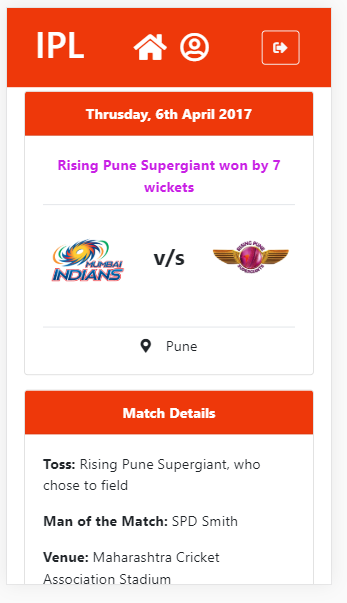 IPL
Thrusday, 6th April 2017
Rising Pune Supergiant won by 7
wickets
MUMBAI
INDIANS
v/s
RISING PUNE
SUPERGIANTS
Pune
Match Details
Toss: Rising Pune Supergiant, who
chose to field
Man of the Match: SPD Smith
Venue: Maharashtra Cricket
Association Stadium